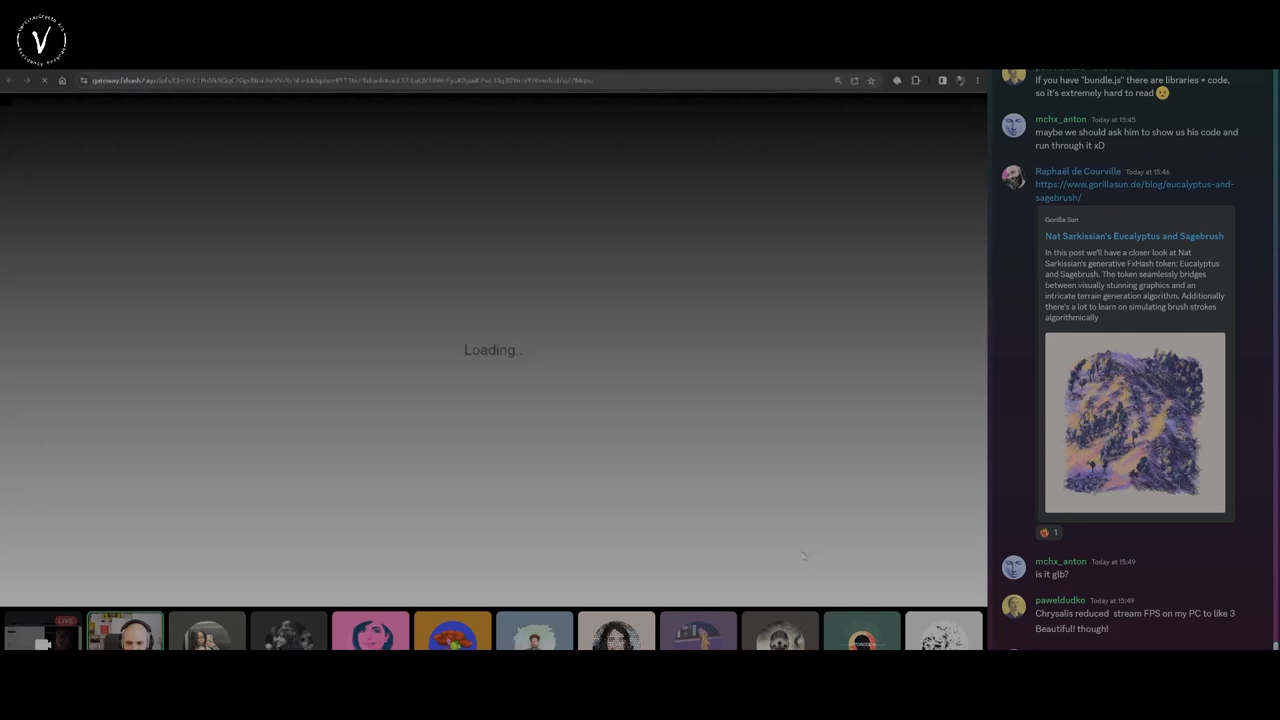 V
Loading..
LIVE
If you have "bundle.js" there are libraries + code,
so it's extremely hard to read
mchx_anton Today at 15:45
maybe we should ask him to show us his code and
run through it xD
Raphaël de Courville Today at 15:46
https://www.gorillasun.de/blog/eucalyptus-and-
sagebrush/
Gorilla Sun
Nat Sarkissian's Eucalyptus and Sagebrush
In this post we'll have a closer look at Nat
Sarkissian's generative FxHash token: Eucalyptus
and Sagebrush. The token seamlessly bridges
between visually stunning graphics and an
intricate terrain generation algorithm. Additionally
there's a lot to learn on simulating brush strokes
algorithmically
1
mchx_anton Today at 15:49
is it glb?
paweldudko Today at 15:49
Chrysalis reduced stream FPS on my PC to like 3
Beautiful! though!